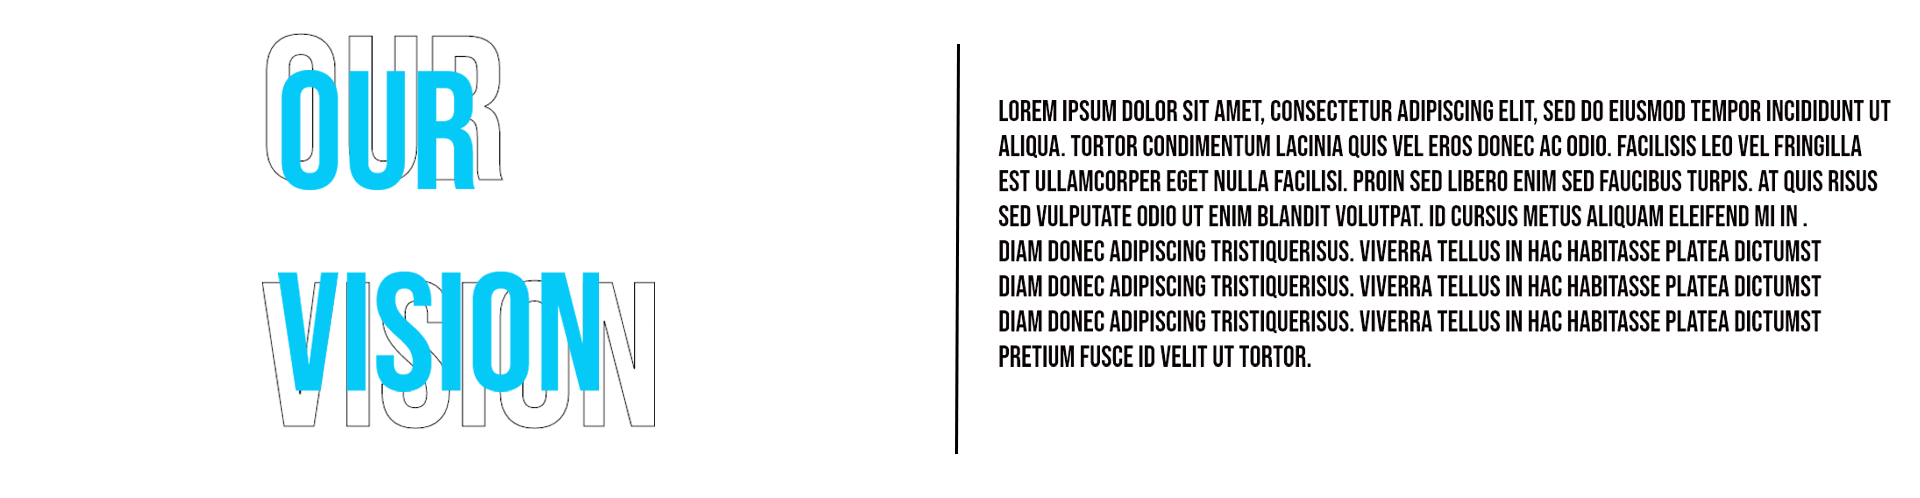 OUR
OUR
VISION
VISION
LOREM IPSUM DOLOR SIT AMET, CONSECTETUR ADIPISCING ELIT, SED DO EIUSMOD TEMPOR INCIDIDUNT UT
ALIQUA. TORTOR CONDIMENTUM LACINIA QUIS VEL EROS DONEC AC ODIO. FACILISIS LEO VEL FRINGILLA
EST ULLAMCORPER EGET NULLA FACILISI. PROIN SED LIBERO ENIM SED FAUCIBUS TURPIS. AT QUIS RISUS
SED VULPUTATE ODIO UT ENIM BLANDIT VOLUTPAT. ID CURSUS METUS ALIQUAM ELEIFEND MI IN .
DIAM DONEC ADIPISCING TRISTIQUERISUS. VIVERRA TELLUS IN HAC HABITASSE PLATEA DICTUMST
DIAM DONEC ADIPISCING TRISTIQUERISUS. VIVERRA TELLUS IN HAC HABITASSE PLATEA DICTUMST
DIAM DONEC ADIPISCING TRISTIQUERISUS. VIVERRA TELLUS IN HAC HABITASSE PLATEA DICTUMST
PRETIUM FUSCE ID VELIT UT TORTOR.